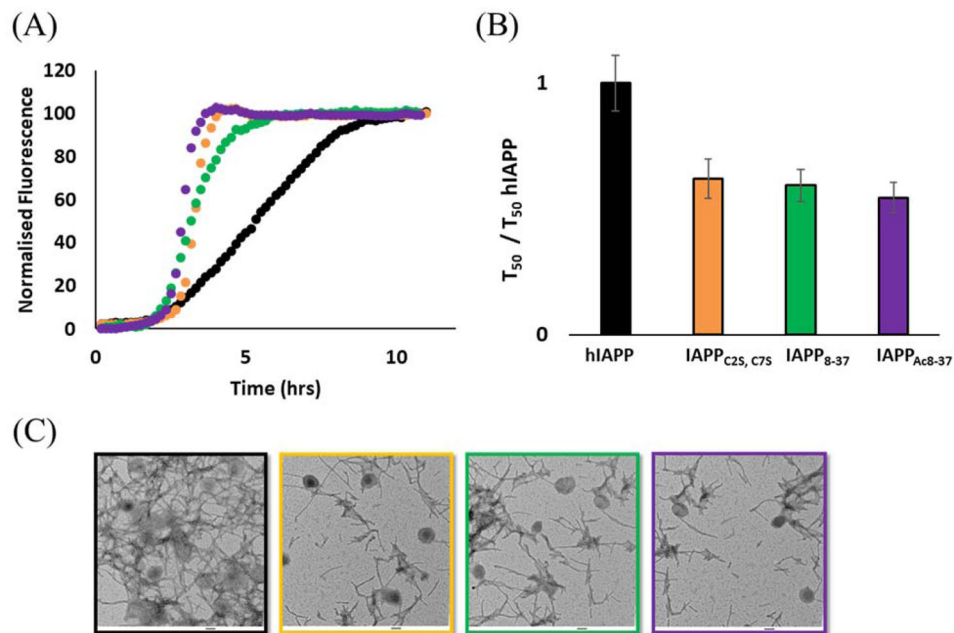 (A)
120
100
80
60
40
20
0
Normalised Fluorescence
0 5 10
Time (hrs)
(B)
1
0
T50 / T50 hIAPP
hIAPP IAPPC2S, C7S IAPP8-37 IAPPAc8-37
(C)